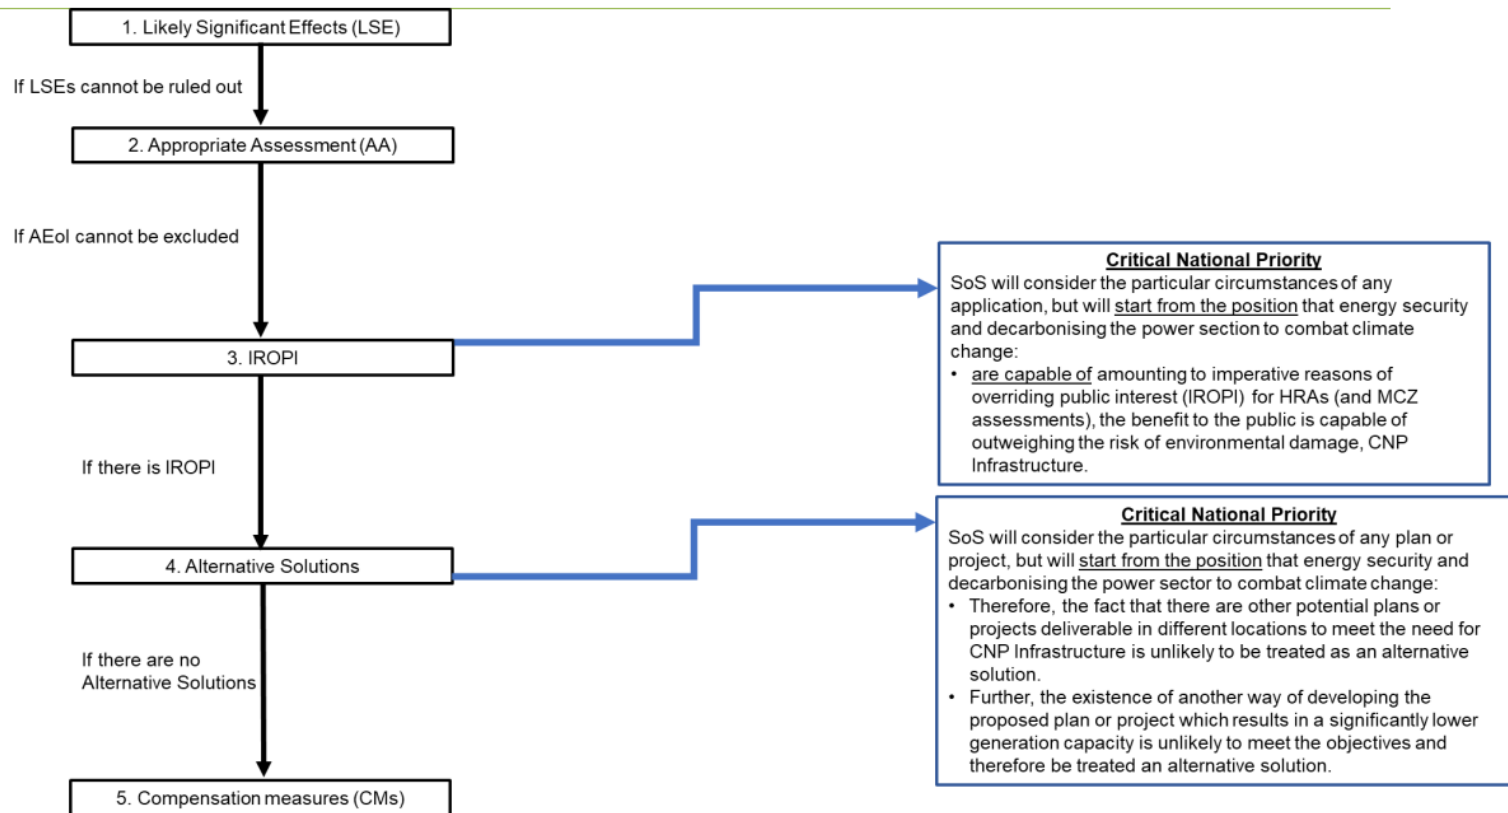 1. Likely Significant Effects (LSE)
If LSEs cannot be ruled out
2. Appropriate Assessment (AA)
If AEoI cannot be excluded
3. IROPI
If there is IROPI
4. Alternative Solutions
If there are no
Alternative Solutions
5. Compensation measures (CMs)
Critical National Priority
SoS will consider the particular circumstances of any
application, but will start from the position that energy security
and decarbonising the power section to combat climate
change:
• are capable of amounting to imperative reasons of
overriding public interest (IROPI) for HRAs (and MCZ
assessments), the benefit to the public is capable of
outweighing the risk of environmental damage, CNP
Infrastructure.
Critical National Priority
SoS will consider the particular circumstances of any plan or
project, but will start from the position that energy security and
decarbonising the power sector to combat climate change:
• Therefore, the fact that there are other potential plans or
projects deliverable in different locations to meet the need for
CNP Infrastructure is unlikely to be treated as an alternative
solution.
• Further, the existence of another way of developing the
proposed plan or project which results in a significantly lower
generation capacity is unlikely to meet the objectives and
therefore be treated an alternative solution.